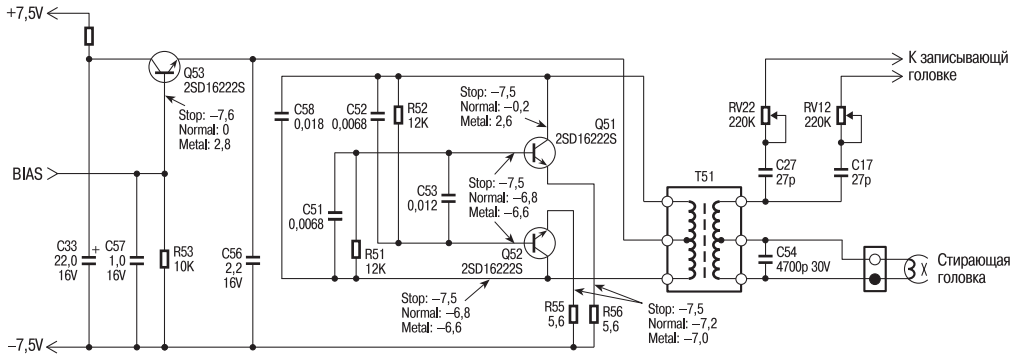 +7,5V
Q53
2SD16222S
Stop: –7,6
Normal: 0
Metal: 2,8
BIAS
C33
22,0
16V
+
C57
1,0
16V
R53
10K
C56
2,2
16V
–7,5V
C58
0,018
C52
0,0068
R52
12K
Stop: –7,5
Normal: –0,2
Metal: 2,6
Q51
2SD16222S
C51
0,0068
R51
12K
C53
0,012
Stop: –7,5
Normal: –6,8
Metal: –6,6
Q52
2SD16222S
Stop: –7,5
Normal: –6,8
Metal: –6,6
R55
5,6
R56
5,6
Stop: –7,5
Normal: –7,2
Metal: –7,0
T51
К записывающй
головке
RV22
220K
RV12
220K
C27
27p
C17
27p
C54
4700p 30V
Стирающая
головка